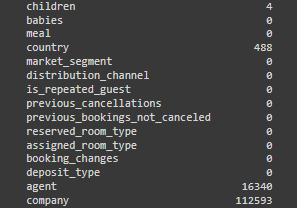 children 4
babies 0
meal 0
country 488
market_segment 0
distribution_channel 0
is_repeated_guest 0
previous_cancellations 0
previous_bookings_not_canceled 0
reserved_room_type 0
assigned_room_type 0
booking_changes 0
deposit_type 0
agent 16340
company 112593